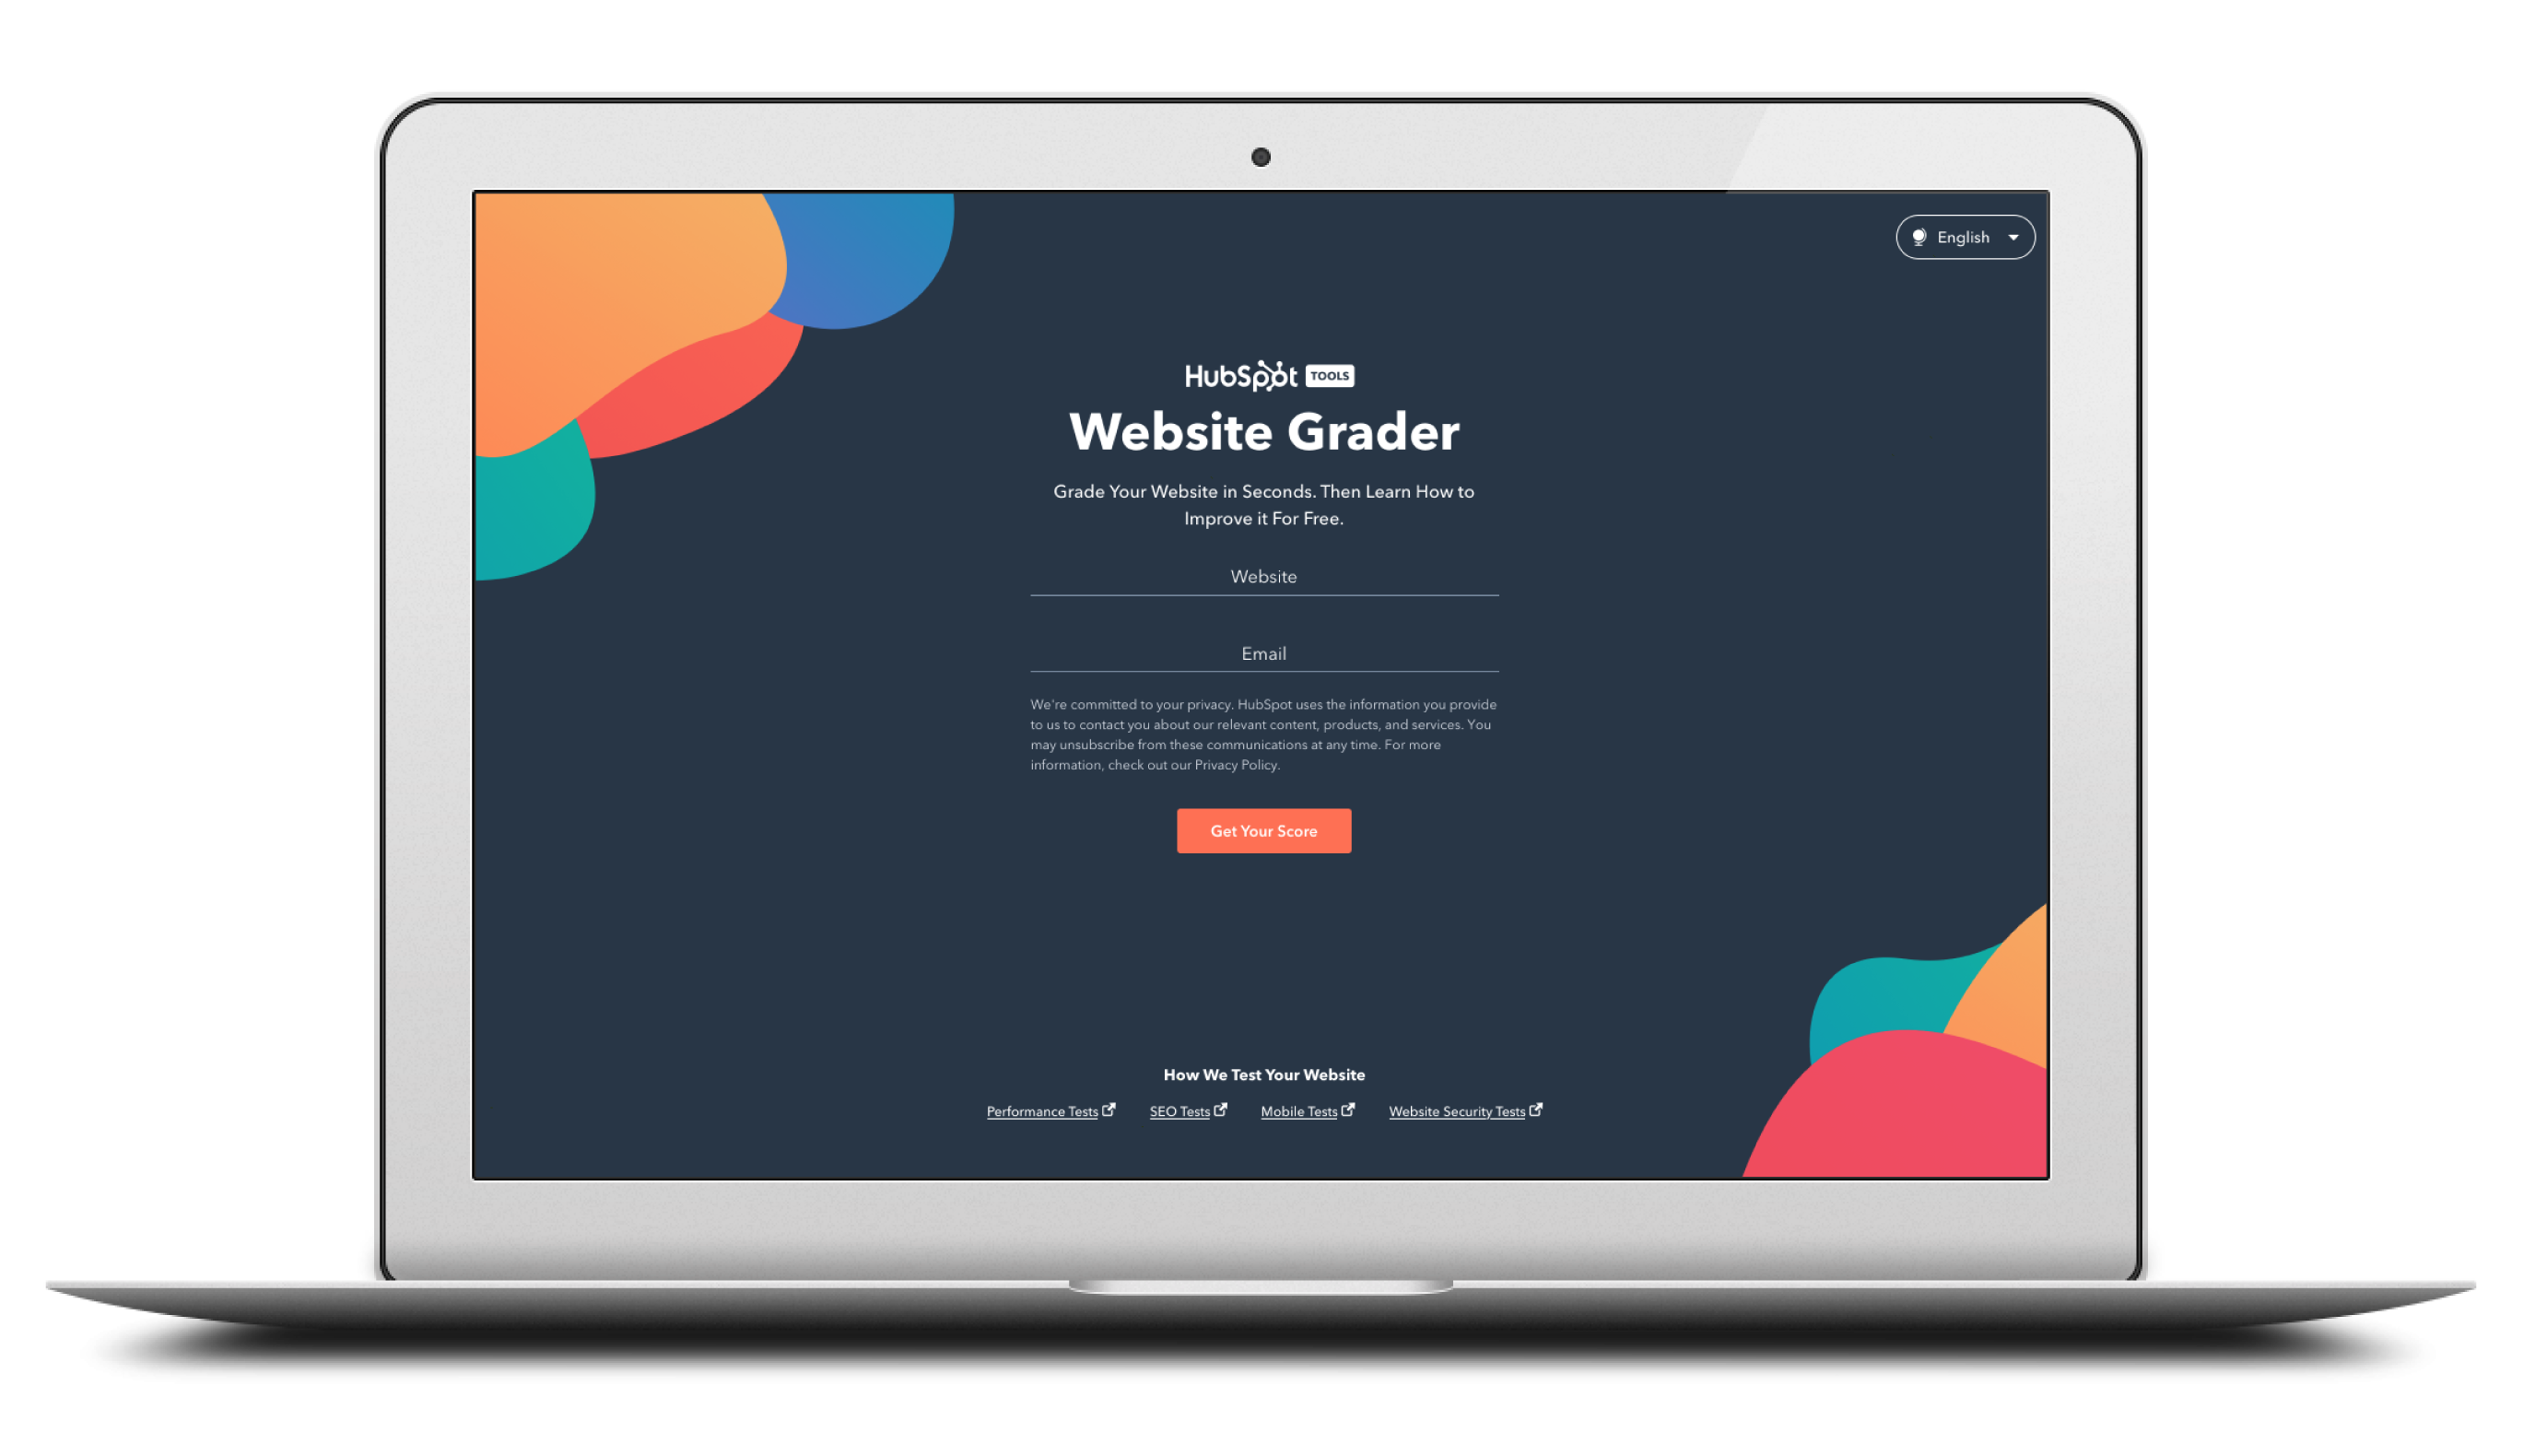 English
HubSpot TOOLS
Website Grader
Grade Your Website in Seconds. Then Learn How to
Improve it For Free.
Website
Email
We're committed to your privacy. HubSpot uses the information you provide
to us to contact you about our relevant content, products, and services. You
may unsubscribe from these communications at any time. For more
information, check out our Privacy Policy.
Get Your Score
How We Test Your Website
Performance Tests SEO Tests Mobile Tests Website Security Tests